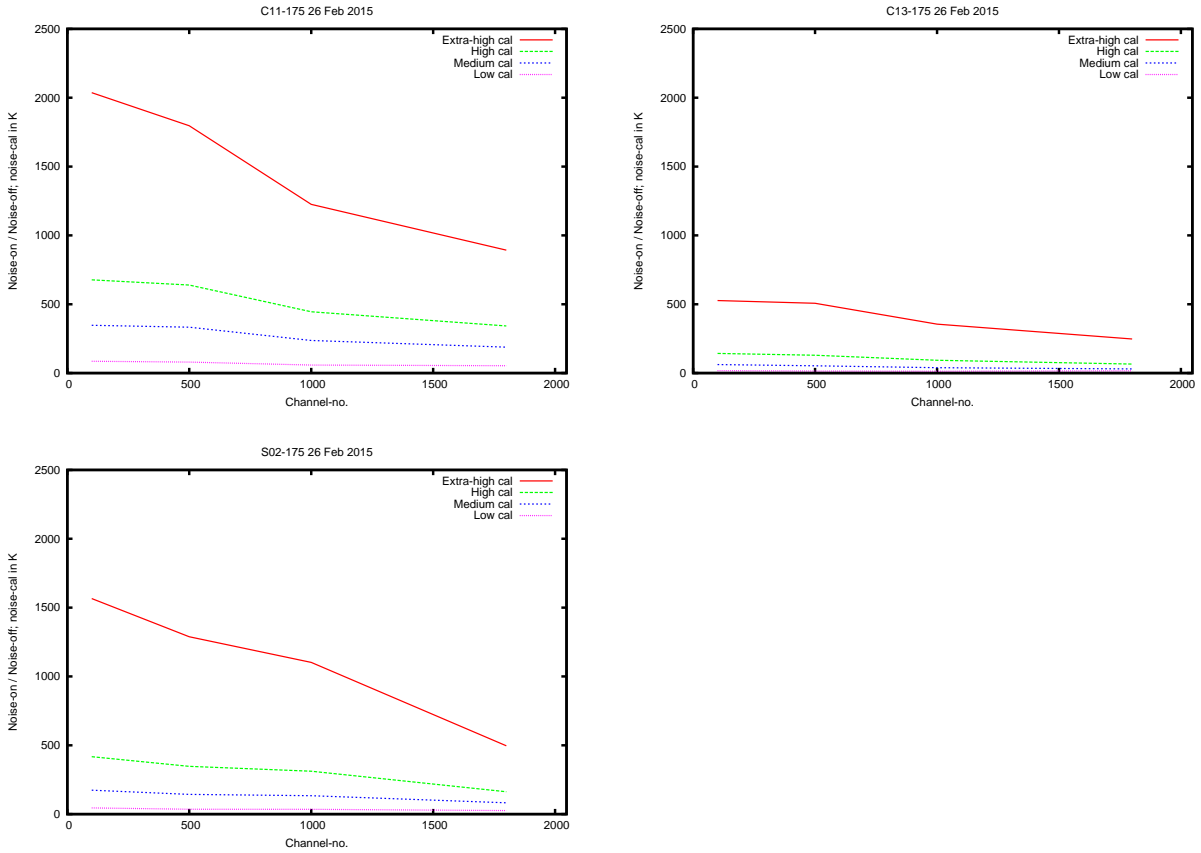 C11-175 26 Feb 2015
Noise-on / Noise-off; noise-cal in K
2500
2000
1500
1000
500
0
Extra-high cal
High cal
Medium cal
Low cal
0 500 1000 1500 2000
Channel-no.
C13-175 26 Feb 2015
Noise-on / Noise-off; noise-cal in K
2500
2000
1500
1000
500
0
Extra-high cal
High cal
Medium cal
Low cal
0 500 1000 1500 2000
Channel-no.
S02-175 26 Feb 2015
Noise-on / Noise-off; noise-cal in K
2500
2000
1500
1000
500
0
Extra-high cal
High cal
Medium cal
Low cal
0 500 1000 1500 2000
Channel-no.